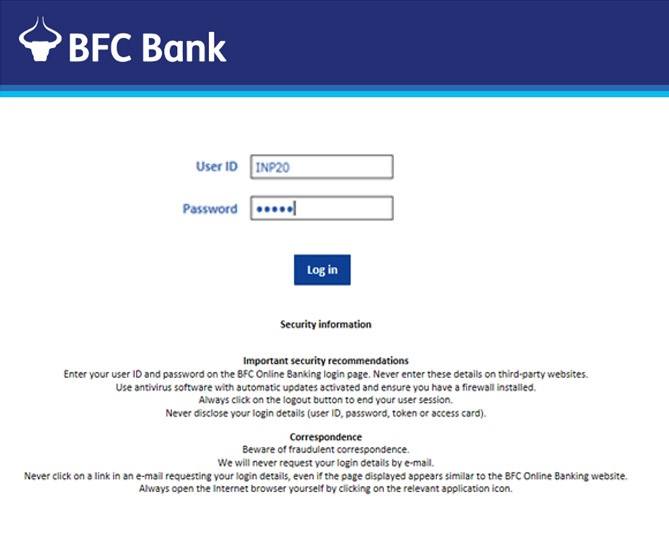 BFC Bank
User ID INP20
Password •••••
Log in
Security information
Important security recommendations
Enter your user ID and password on the BFC Online Banking login page. Never enter these details on third-party websites.
Use antivirus software with automatic updates activated and ensure you have a firewall installed.
Always click on the logout button to end your user session.
Never disclose your login details (user ID, password, token or access card).
Correspondence
Beware of fraudulent correspondence.
We will never request your login details by e-mail.
Never click on a link in an e-mail requesting your login details, even if the page displayed appears similar to the BFC Online Banking website.
Always open the Internet browser yourself by clicking on the relevant application icon.